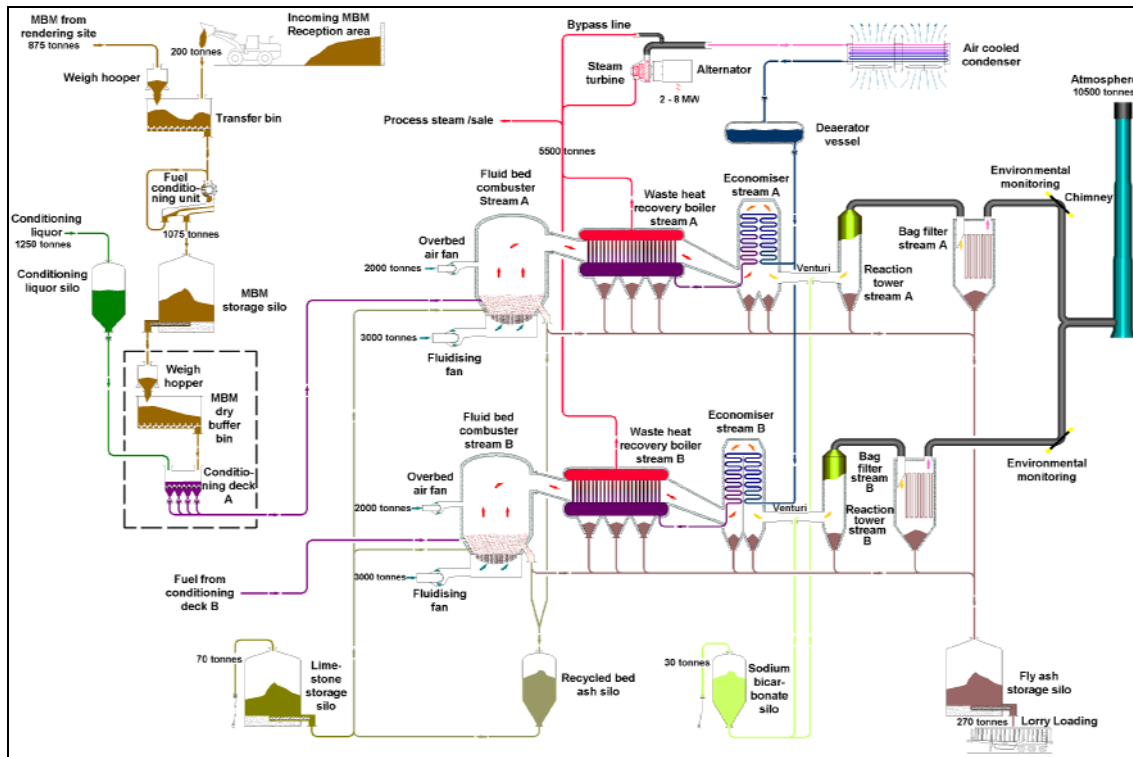 MBM from
rendering site
875 tonnes
Weigh hooper
200 tonnes
Incoming MBM
Reception area
Transfer bin
Fuel
conditio-
ning unit
1075 tonnes
Conditioning
liquor
1250 tonnes
Conditioning
liquor silo
MBM
storage silo
Weigh
hopper
MBM
dry
buffer
bin
Conditio-
ning deck
A
Bypass line
Steam
turbine
Alternator
2 - 8 MW
Air cooled
condenser
Atmosphere
10500 tonnes
Process steam /sale
5500 tonnes
Deaerator
vessel
Fluid bed
combuster
Stream A
Overbed
air fan
2000 tonnes
3000 tonnes
Fluidising
fan
Waste heat
recovery boiler
stream A
Economiser
stream A
Venturi
Reaction
tower
stream A
Bag filter
stream A
Environmental
monitoring
Chimney
Fluid bed
combuster
stream B
Overbed
air fan
2000 tonnes
3000 tonnes
Fluidising
fan
Waste heat
recovery boiler
stream B
Economiser
stream B
Venturi
Bag
filter
stream
B
Reaction
tower
stream B
Environmental
monitoring
Fuel from
conditioning
deck B
70 tonnes
Lime-
stone
storage
silo
Recycled bed
ash silo
30 tonnes
Sodium
bicar-
bonate
silo
Fly ash
storage silo
270 tonnes
Lorry Loading